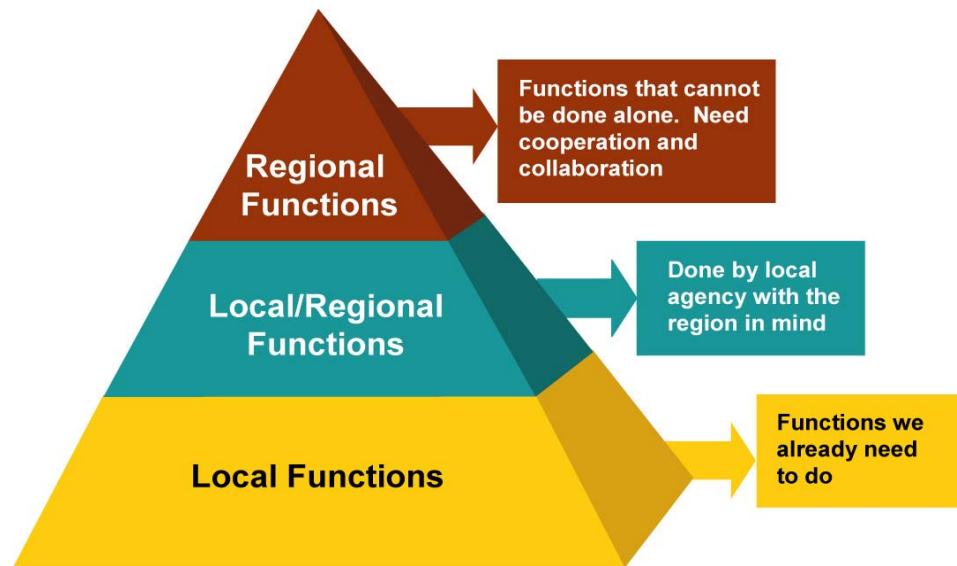 Regional
Functions
Functions that cannot
be done alone.  Need
cooperation and
collaboration
Local/Regional
Functions
Done by local
agency with the
region in mind
Local Functions
Functions we
already need
to do